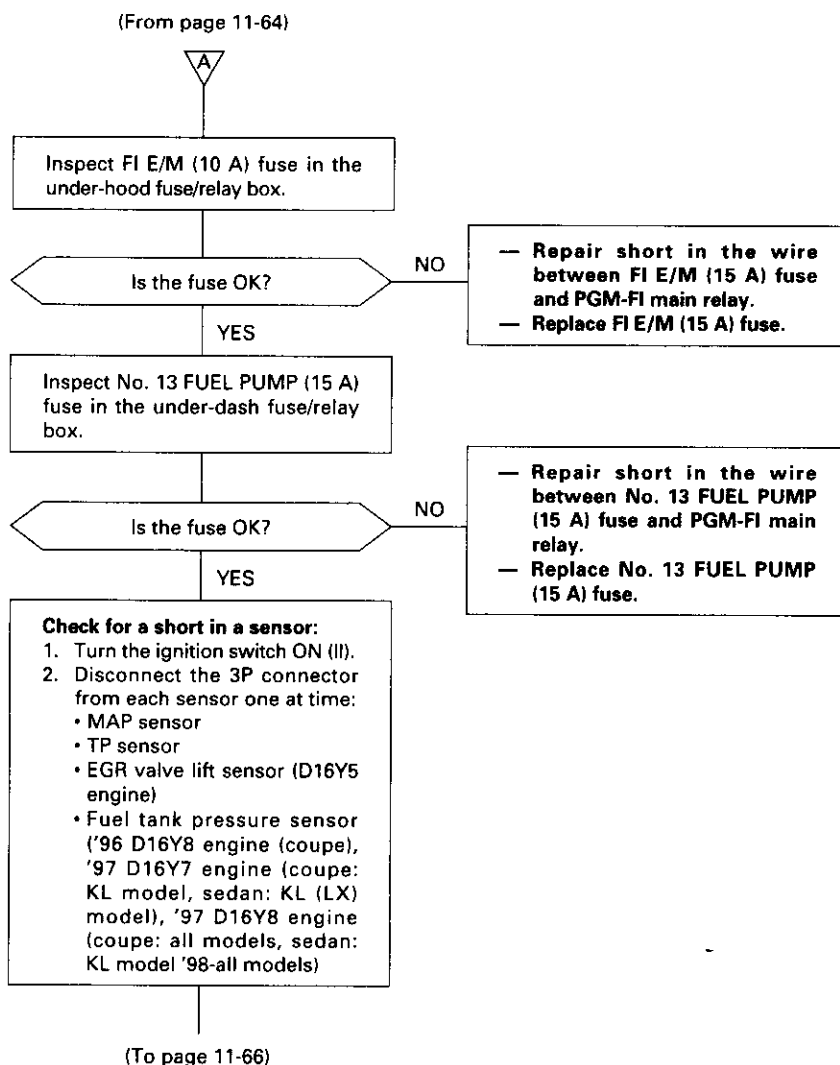 (From page 11-64)
A
Inspect FI E/M (10 A) fuse in the
under-hood fuse/relay box.
Is the fuse OK?
NO
— Repair short in the wire
between FI E/M (15 A) fuse
and PGM-FI main relay.
— Replace FI E/M (15 A) fuse.
YES
Inspect No. 13 FUEL PUMP (15 A)
fuse in the under-dash fuse/relay
box.
Is the fuse OK?
NO
— Repair short in the wire
between No. 13 FUEL PUMP
(15 A) fuse and PGM-FI main
relay.
— Replace No. 13 FUEL PUMP
(15 A) fuse.
YES
Check for a short in a sensor:
1. Turn the ignition switch ON (II).
2. Disconnect the 3P connector
from each sensor one at time:
• MAP sensor
• TP sensor
• EGR valve lift sensor (D16Y5
engine)
• Fuel tank pressure sensor
('96 D16Y8 engine (coupe),
'97 D16Y7 engine (coupe:
KL model, sedan: KL (LX)
model), '97 D16Y8 engine
(coupe: all models, sedan:
KL model '98-all models)
(To page 11-66)